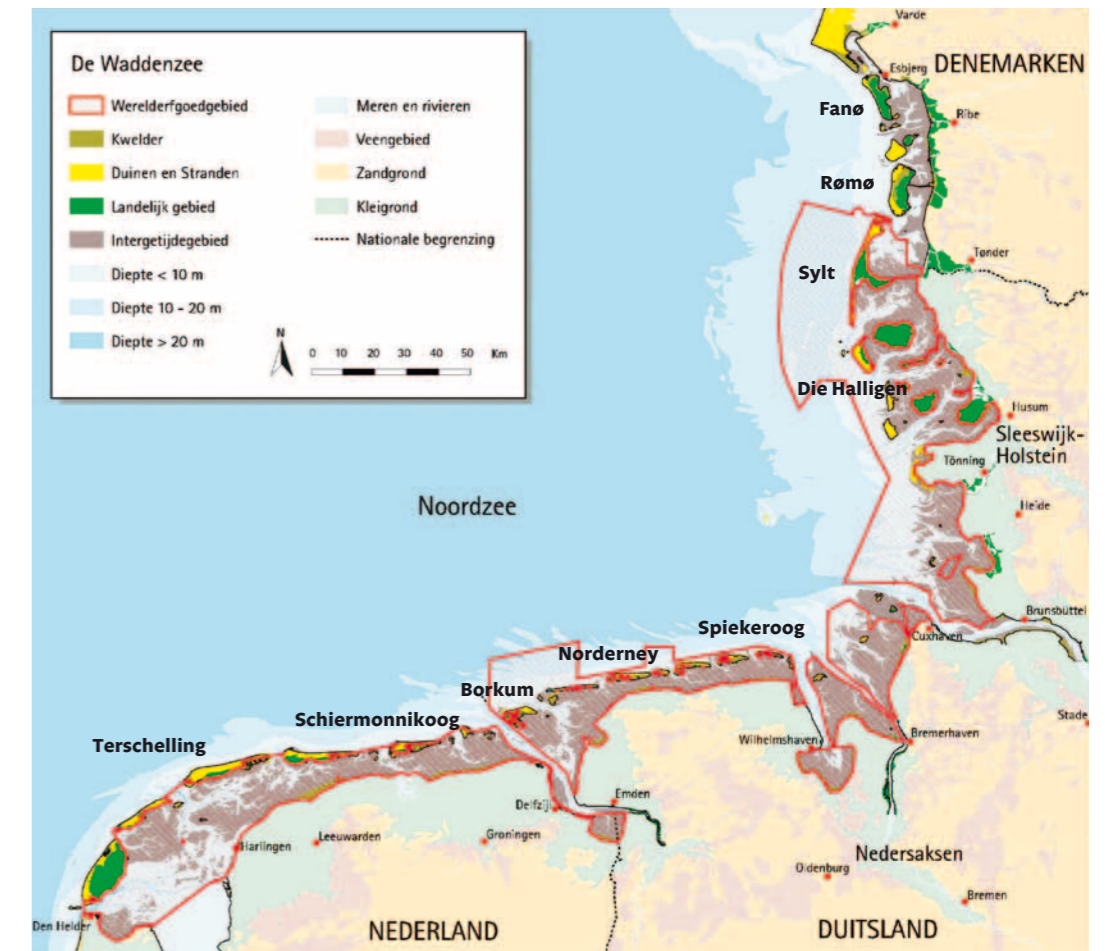 De Waddenzee
Werelderfgoedgebied
Kwelder
Duinen en Stranden
Landelijk gebied
Intergetijdegebied
Diepte < 10 m
Diepte 10 - 20 m
Diepte > 20 m
Meren en rivieren
Veengebied
Zandgrond
Kleigrond
Nationale begrenzing
N
0 10 20 30 40 50 Km
Varde
Esbjerg
DENEMARKEN
Fanø
Ribe
Rømø
Tønder
Sylt
Die Halligen
Husum
Sleeswijk-
Holstein
Tönning
Heide
Noordzee
Brunsbüttel
Cuxhaven
Spiekeroog
Norderney
Borkum
Schiermonnikoog
Terschelling
Stade
Wilhelmshaven
Bremerhaven
Emden
Delfzijl
Groningen
Leeuwarden
Harlingen
Nedersaksen
Oldenburg
Bremen
Den Helder
NEDERLAND
DUITSLAND